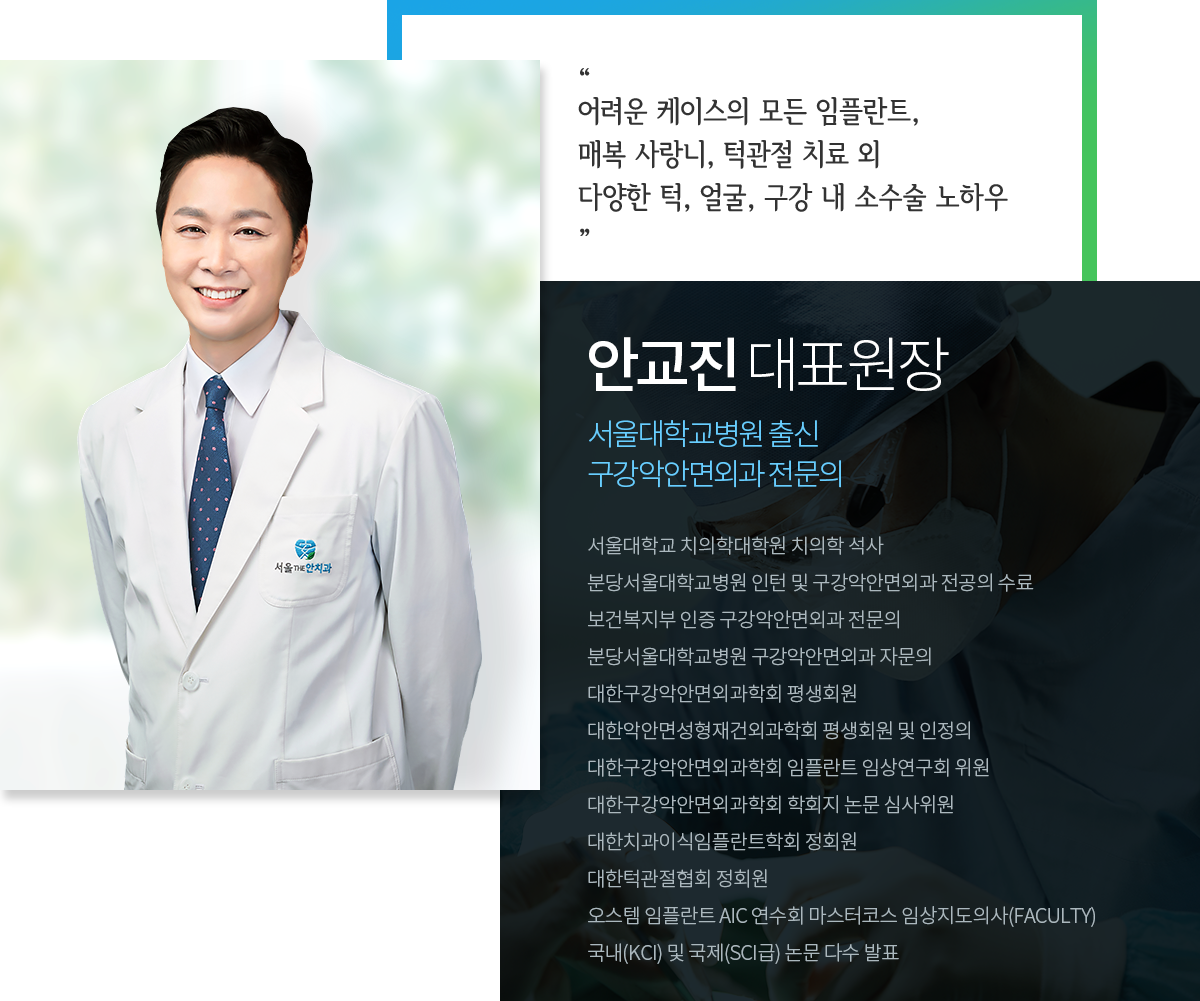 “
어려운 케이스의 모든 임플란트,
매복 사랑니, 턱관절 치료 외
다양한 턱, 얼굴, 구강 내 소수술 노하우
”
안교진 대표원장
서울대학교병원 출신
구강악안면외과 전문의
서울대학교 치의학대학원 치의학 석사
분당서울대학교병원 인턴 및 구강악안면외과 전공의 수료
보건복지부 인증 구강악안면외과 전문의
분당서울대학교병원 구강악안면외과 자문의
대한구강악안면외과학회 평생회원
대한악안면성형재건외과학회 평생회원 및 인정의
대한구강악안면외과학회 임플란트 임상연구회 위원
대한구강악안면외과학회 학회지 논문 심사위원
대한치과이식임플란트학회 정회원
대한턱관절협회 정회원
오스템 임플란트 AIC 연수회 마스터코스 임상지도의사(FACULTY)
국내(KCI) 및 국제(SCI급) 논문 다수 발표
서울THE안치과